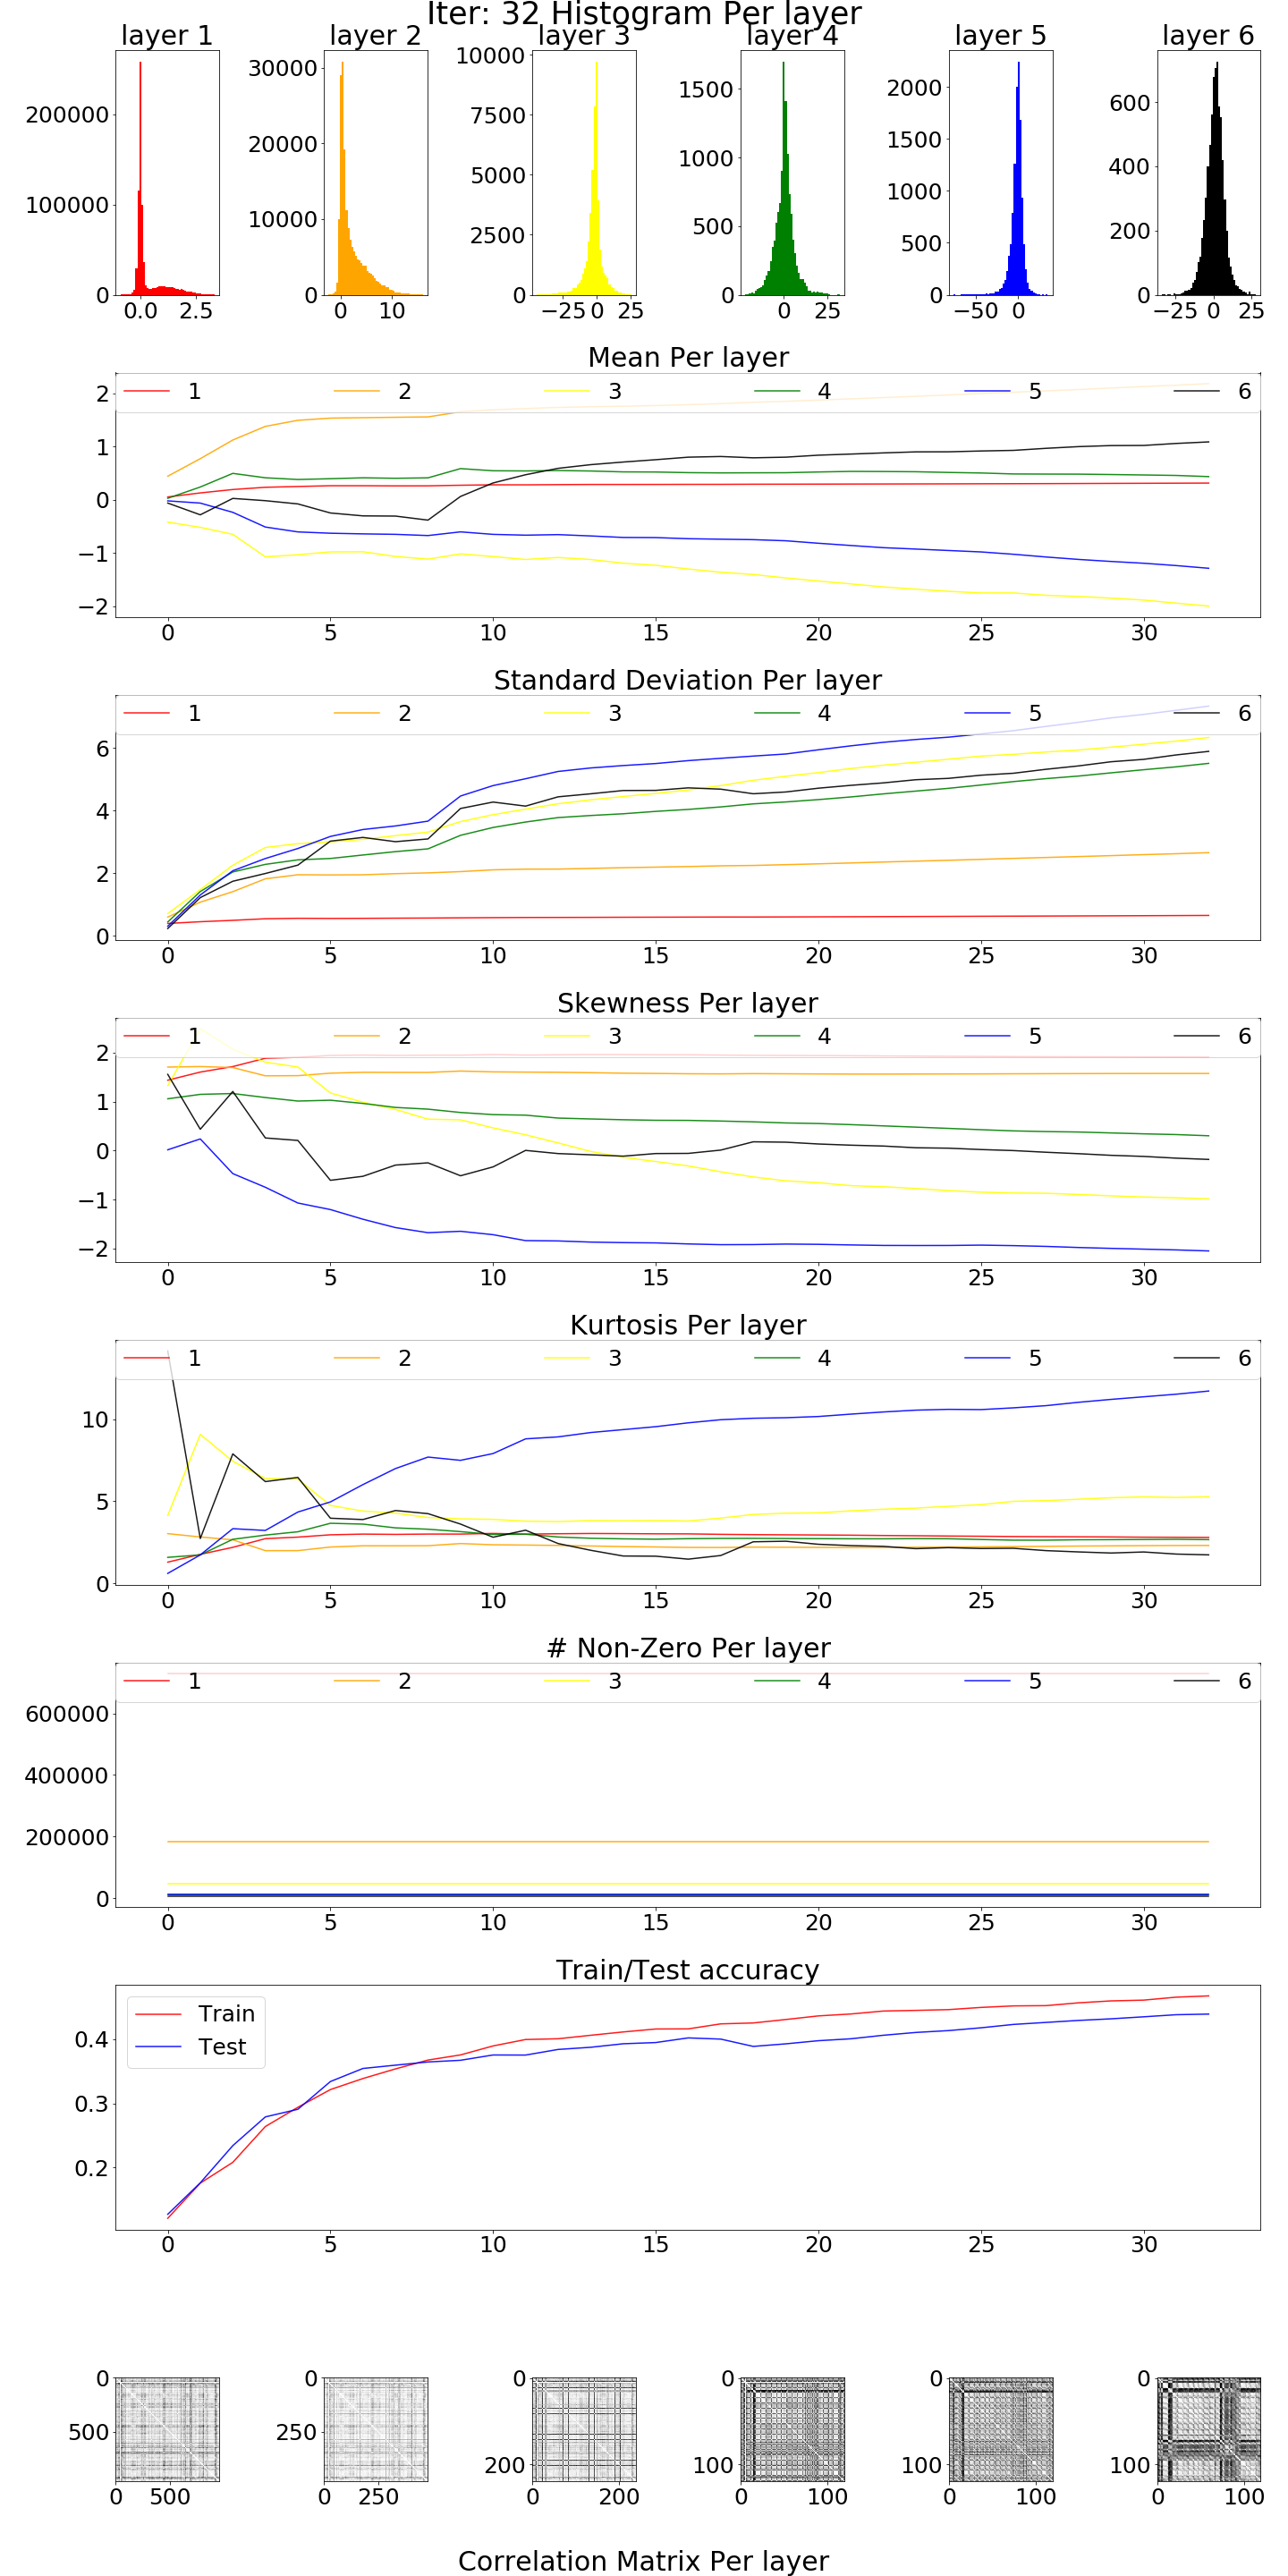 Iter: 32 Histogram Per layer
layer 1 layer 2 layer 3 layer 4 layer 5 layer 6
200000 100000 0 0.0 2.5
30000 20000 10000 0 0 10
10000 7500 5000 2500 0 −25 0 25
1500 1000 500 0 0 25
2000 1500 1000 500 0 −50 0
600 400 200 0 −25 0 25
Mean Per layer
1 2 3 4 5 6
2
1
0
−1
−2
0 5 10 15 20 25 30
Standard Deviation Per layer
1 2 3 4 5 6
6
4
2
0
0 5 10 15 20 25 30
Skewness Per layer
1 2 3 4 5 6
2
1
0
−1
−2
0 5 10 15 20 25 30
Kurtosis Per layer
1 2 3 4 5 6
10
5
0
0 5 10 15 20 25 30
# Non-Zero Per layer
1 2 3 4 5 6
600000
400000
200000
0
0 5 10 15 20 25 30
Train/Test accuracy
Train
Test
0.4
0.3
0.2
0 5 10 15 20 25 30
0 500 0 500
0 250 0 250
0 200 0 200
0 100 0 100
0 100 0 100
0 100 0 100
Correlation Matrix Per layer